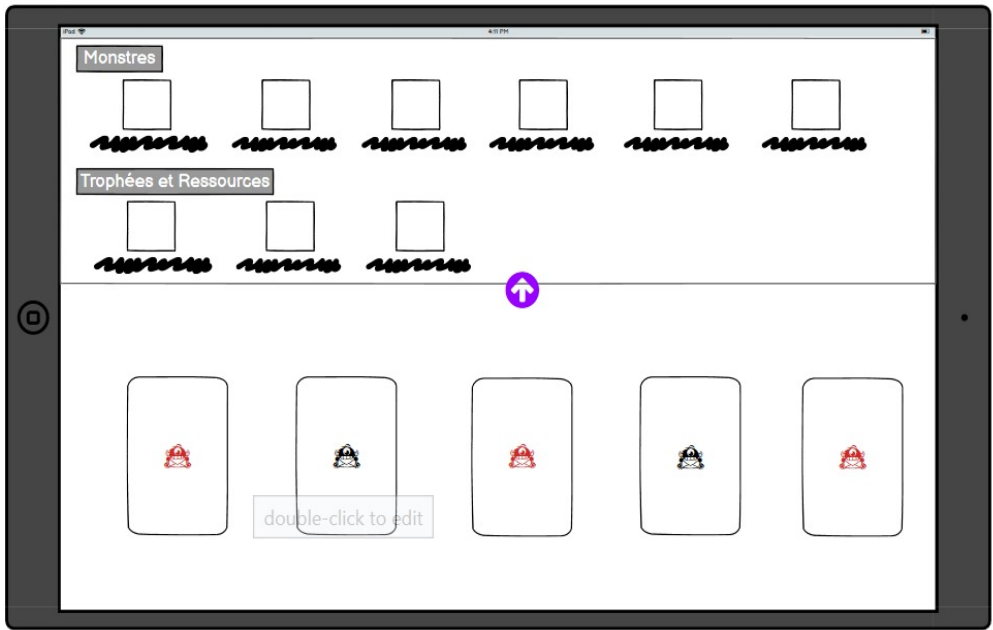 iPad
4:11 PM
Monstres
Trophées et Ressources
double-click to edit